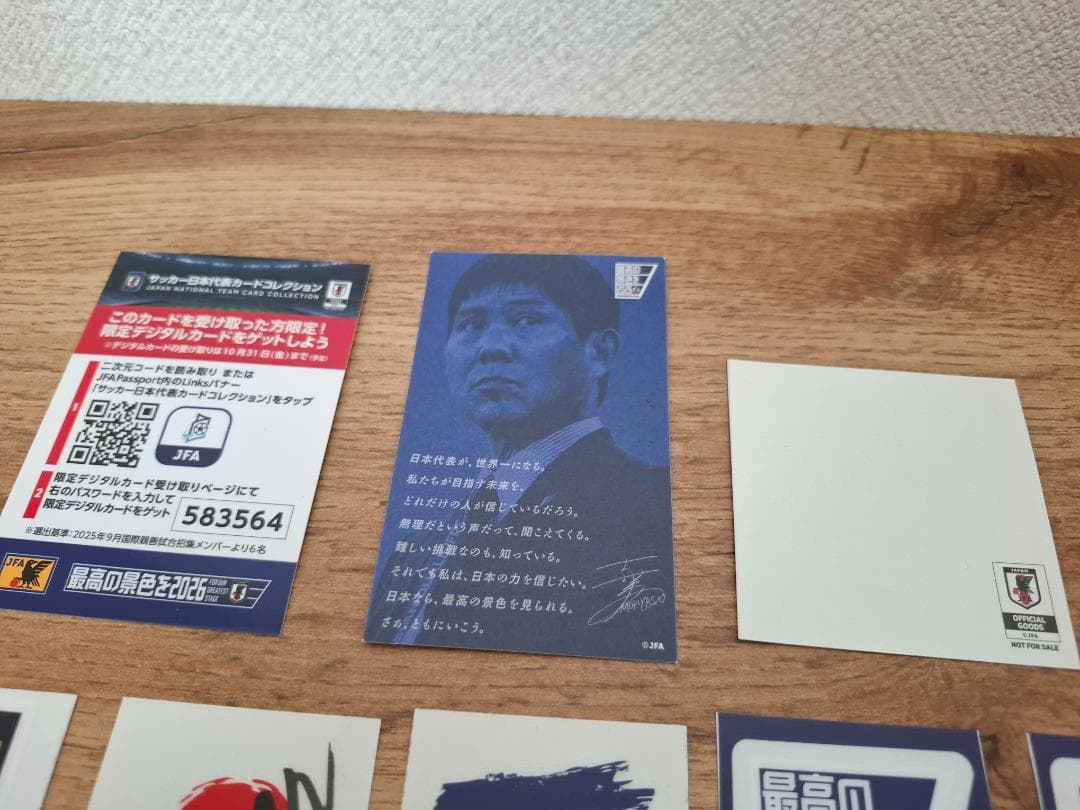 サッカー日本代表カードコレクション
JAPAN NATIONAL TEAM CARD COLLECTION
このカードを受け取った方限定!
限定デジタルカードをゲットしよう
※デジタルカードの受け取りは10月31日(金)まで(予定)
1
二次元コードを読み取り または
JFAPassport内のLinksバナー
「サッカー日本代表カードコレクション」をタップ
JFA
2
限定デジタルカード受け取りページにて
右のパスワードを入力して
限定デジタルカードをゲット
583564
※選出基準:2025年9月国際親善試合招集メンバーより6名
JFA
最高の景色を2026
FOR OUR
GREATEST
STAGE
最高の
景色を
2026
日本代表が、世界一になる。
私たちが目指す未来を、
どれだけの人が信じているだろう。
無理だという声だって、聞こえてくる。
難しい挑戦なのも、知っている。
それでも私は、日本の力を信じたい。
日本なら、最高の景色を見られる。
さぁ、ともにいこう。
©JFA
JAPAN
JFA
OFFICIAL
GOODS
©JFA
NOT FOR SALE
最高の